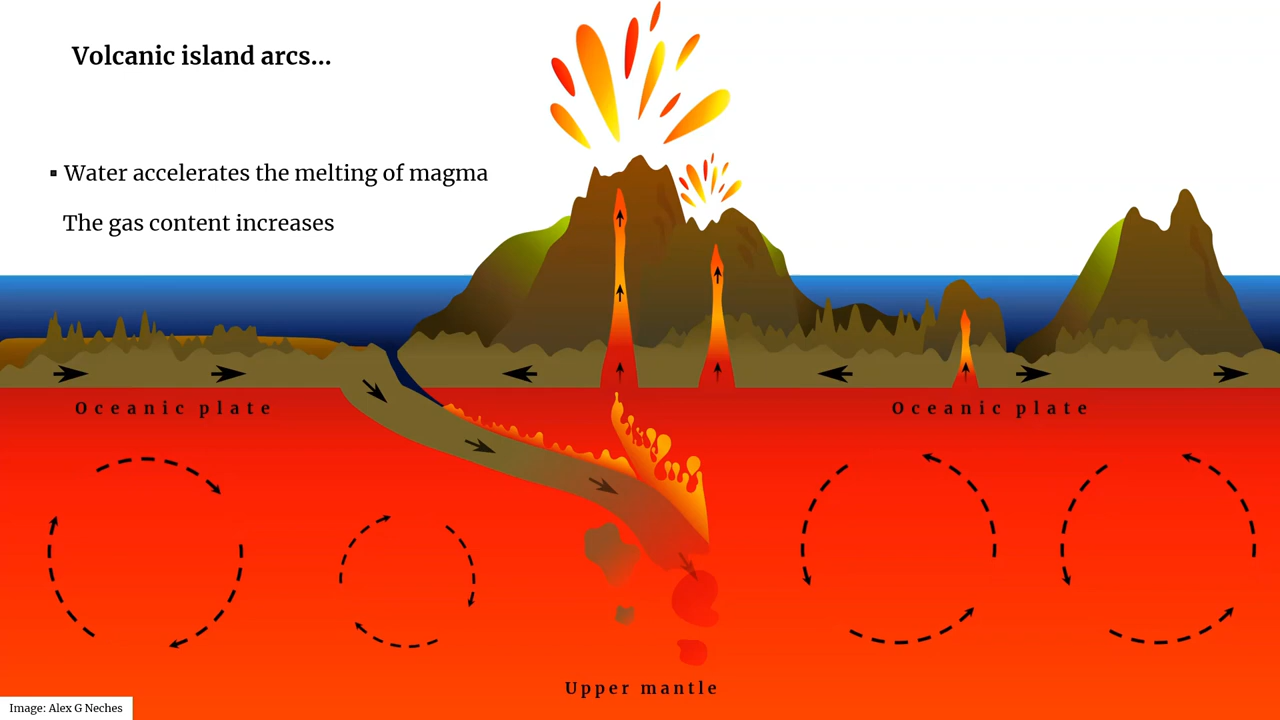 Volcanic island arcs...
▪ Water accelerates the melting of magma
The gas content increases
Oceanic plate
Oceanic plate
Upper mantle
Image: Alex G Neches